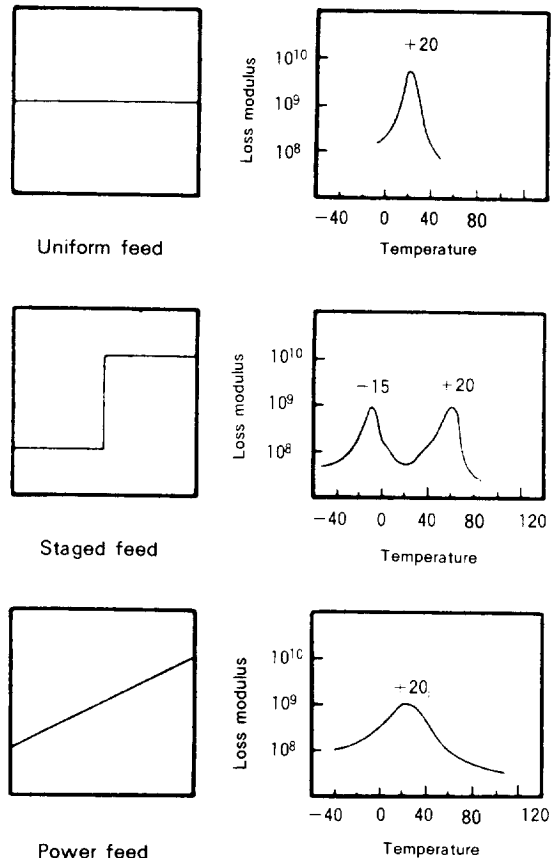 +20
Loss modulus
10¹⁰
10⁹
10⁸
−40 0 40 80
Temperature
Uniform feed
−15 +20
Loss modulus
10¹⁰
10⁹
10⁸
−40 0 40 80 120
Temperature
Staged feed
+20
Loss modulus
10¹⁰
10⁹
10⁸
−40 0 40 80 120
Temperature
Power feed